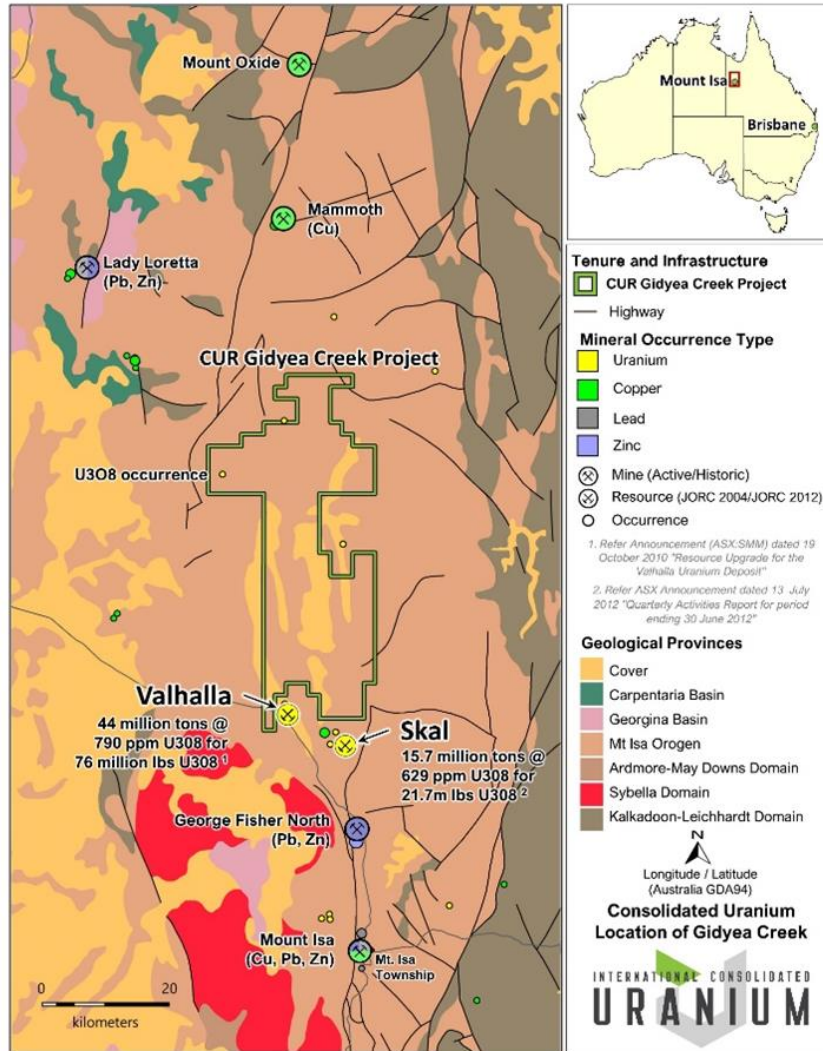 Mount Oxide
Mammoth
(Cu)
Lady Loretta
(Pb, Zn)
CUR Gidyea Creek Project
U3O8 occurrence
Valhalla
44 million tons @
790 ppm U308 for
76 million lbs U308 ¹
Skal
15.7 million tons @
629 ppm U308 for
21.7m lbs U308 ²
George Fisher North
(Pb, Zn)
Mount Isa
(Cu, Pb, Zn)
Mt. Isa
Township
0 20
kilometers
Mount Isa
Brisbane
Tenure and Infrastructure
CUR Gidyea Creek Project
Highway
Mineral Occurrence Type
Uranium
Copper
Lead
Zinc
Mine (Active/Historic)
Resource (JORC 2004/JORC 2012)
Occurrence
1. Refer Announcement (ASX:SMM) dated 19
October 2010 "Resource Upgrade for the
Valhalla Uranium Deposit"
2. Refer ASX Announcement dated 13 July
2012 "Quarterly Activities Report for period
ending 30 June 2012"
Geological Provinces
Cover
Carpentaria Basin
Georgina Basin
Mt Isa Orogen
Ardmore-May Downs Domain
Sybella Domain
Kalkadoon-Leichhardt Domain
N
Longitude / Latitude
(Australia GDA94)
Consolidated Uranium
Location of Gidyea Creek
INTERNATIONAL CONSOLIDATED
URANIUM